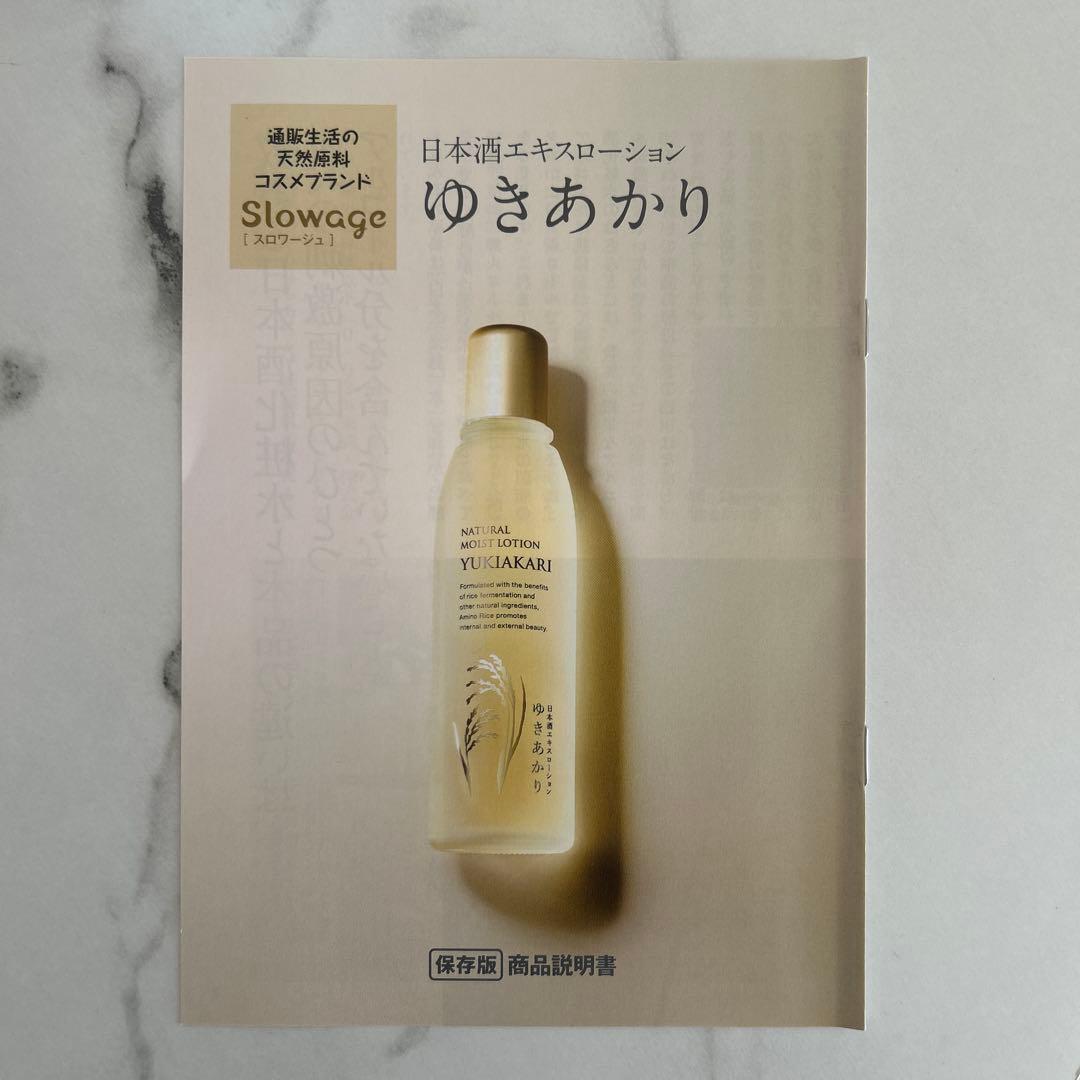 通販生活の
天然原料
コスメブランド
Slowage
[ スロワージュ ]
日本酒エキスローション
ゆきあかり
NATURAL
MOIST LOTION
YUKIAKARI
Formulated with the benefits
of rice fermentation and
other natural ingredients,
Amino Rice promotes
internal and external beauty.
日本酒エキスローション
ゆきあかり
保存版 商品説明書